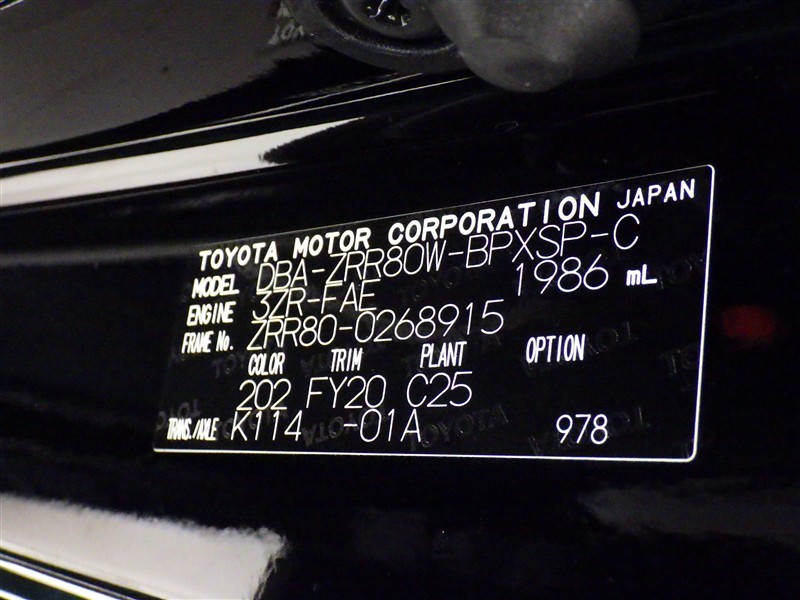 TOYOTA MOTOR CORPORATION JAPAN
MODEL DBA-ZRR80W-BPXSP-C
ENGINE 3ZR-FAE 1986 mL
FRAME No. ZRR80-0268915
COLOR TRIM PLANT OPTION
202 FY20 C25
TRANS./AXLE K114 -01A 978